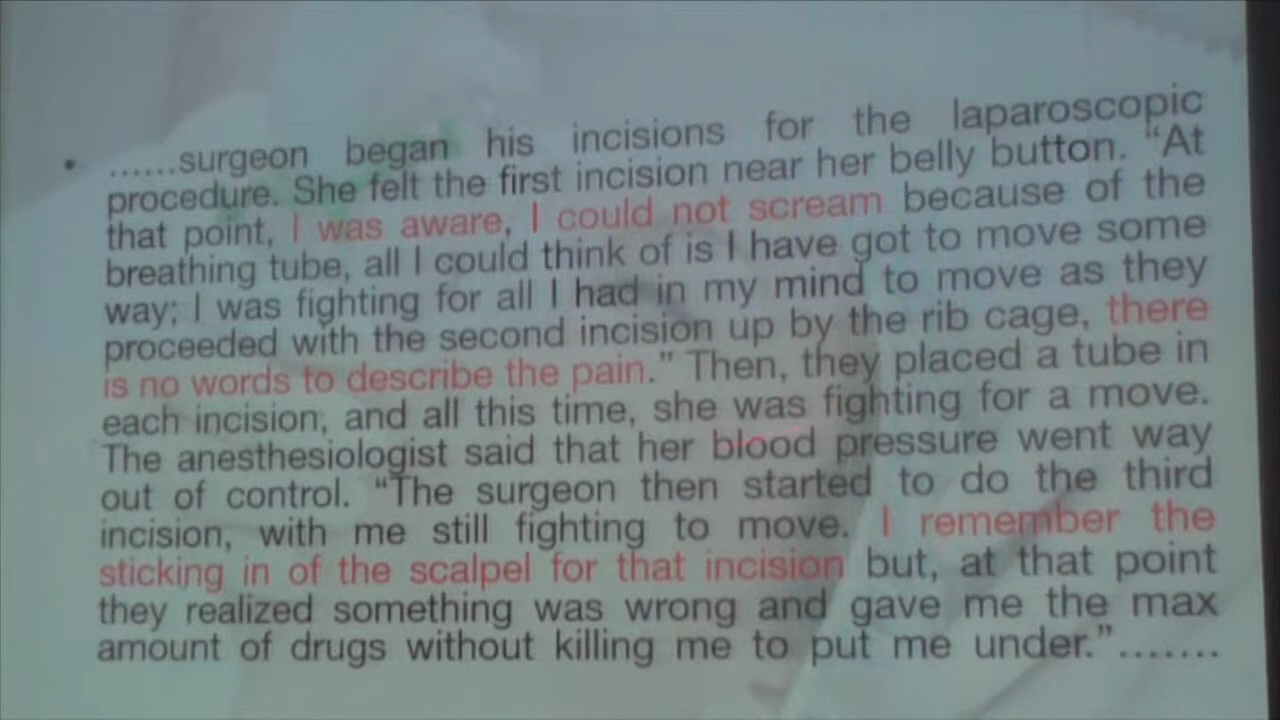 • ......surgeon began his incisions for the laparoscopic
procedure. She felt the first incision near her belly button. “At
that point, I was aware, I could not scream because of the
breathing tube, all I could think of is I have got to move some
way; I was fighting for all I had in my mind to move as they
proceeded with the second incision up by the rib cage, there
is no words to describe the pain.” Then, they placed a tube in
each incision, and all this time, she was fighting for a move.
The anesthesiologist said that her blood pressure went way
out of control. “The surgeon then started to do the third
incision, with me still fighting to move. I remember the
sticking in of the scalpel for that incision but, at that point
they realized something was wrong and gave me the max
amount of drugs without killing me to put me under.”.......